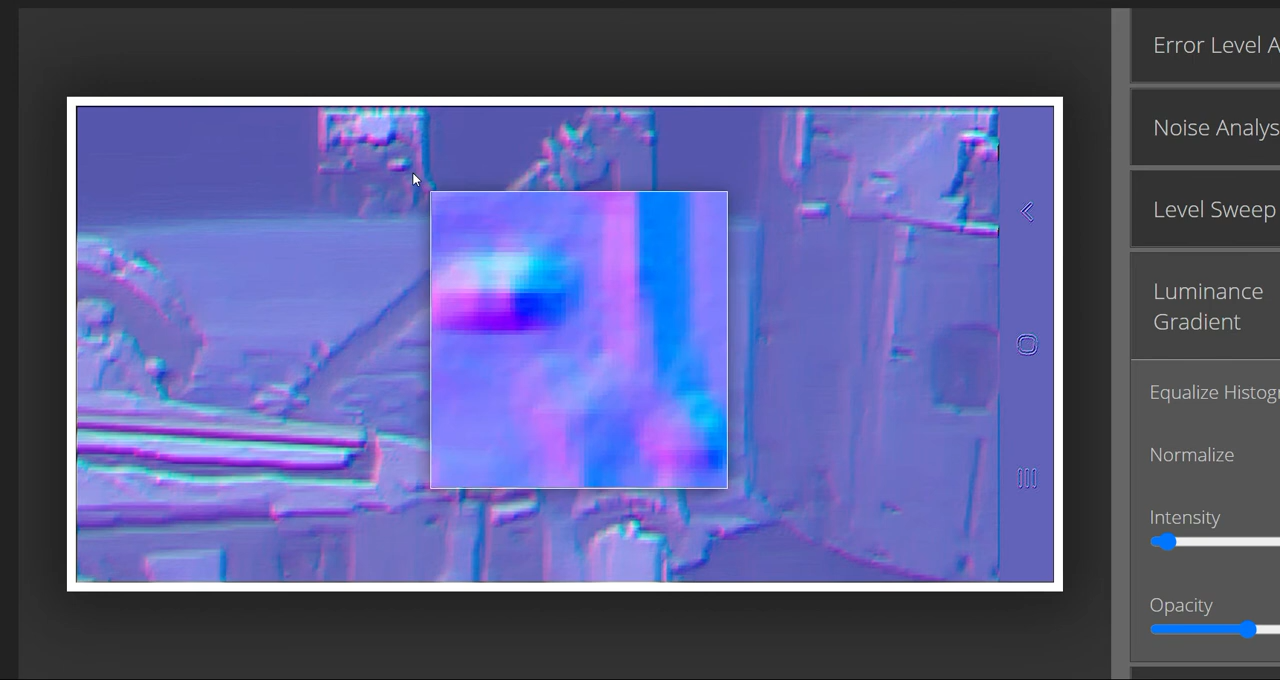 Error Level A
Noise Analys
Level Sweep
Luminance
Gradient
Equalize Histogr
Normalize
Intensity
Opacity